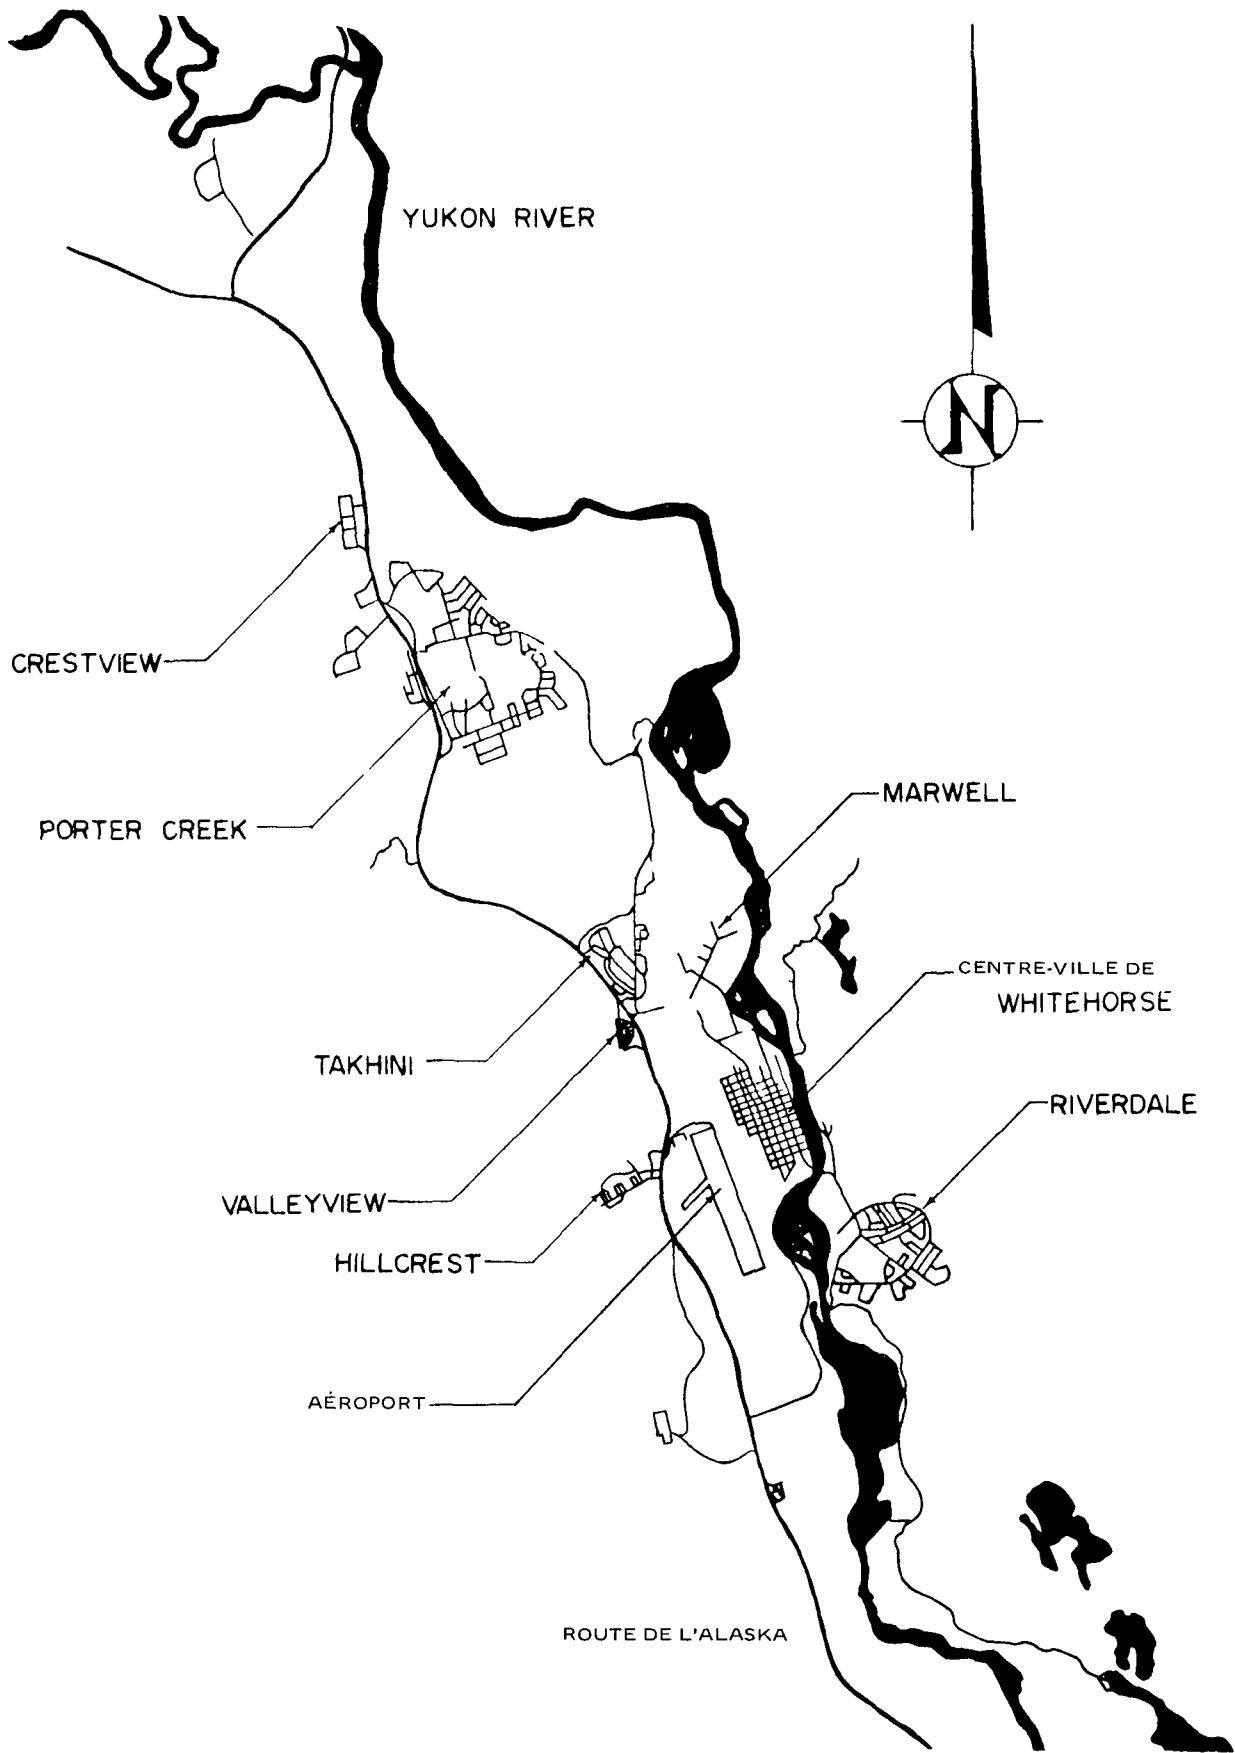 YUKON RIVER
N
CRESTVIEW
PORTER CREEK
MARWELL
CENTRE-VILLE DE
WHITEHORSE
TAKHINI
RIVERDALE
VALLEYVIEW
HILLCREST
AÉROPORT
ROUTE DE L'ALASKA